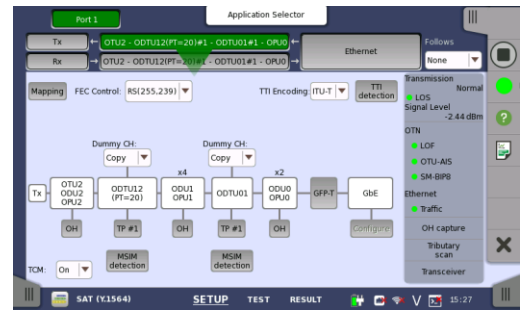 Port 1
Application Selector
Tx
OTU2 - ODTU12(PT=20)#1 - ODTU01#1 - OPU0
Rx
OTU2 - ODTU12(PT=20)#1 - ODTU01#1 - OPU0
Ethernet
Follows
None
Mapping
FEC Control:
RS(255,239)
TTI Encoding:
ITU-T
TTI
detection
Transmission
Normal
LOS
Signal Level
-2.44 dBm
OTN
LOF
OTU-AIS
SM-BIP8
Ethernet
Traffic
OH capture
Tributary
scan
Transceiver
Dummy CH:
Copy
Dummy CH:
Copy
x4
x2
Tx
OTU2
ODU2
OPU2
ODTU12
(PT=20)
ODU1
OPU1
ODTU01
ODU0
OPU0
GFP-T
GbE
OH
TP #1
OH
TP #1
OH
Configure
MSIM
detection
MSIM
detection
TCM:
On
SAT (Y.1564)
SETUP
TEST
RESULT
15:27